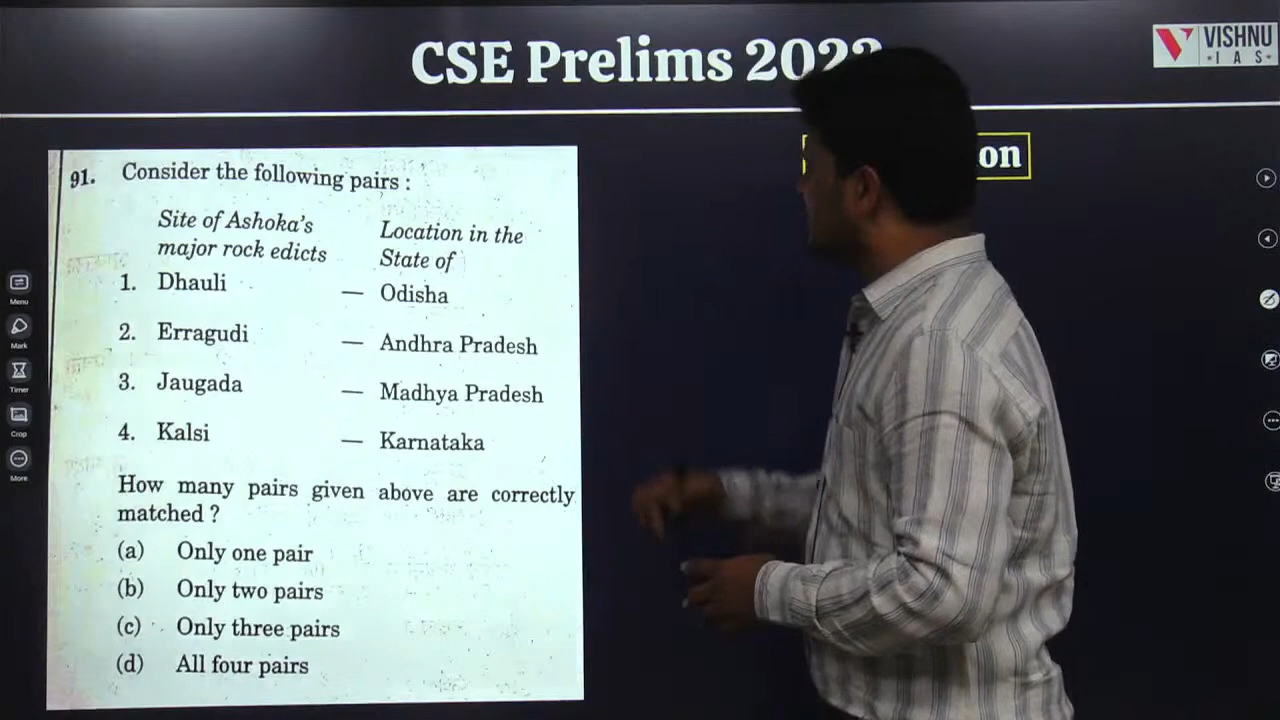 CSE Prelims 2022
VISHNU
I A S
on
91. Consider the following pairs :
Site of Ashoka's
major rock edicts
Location in the
State of
1. Dhauli — Odisha
2. Erragudi — Andhra Pradesh
3. Jaugada — Madhya Pradesh
4. Kalsi — Karnataka
How many pairs given above are correctly
matched ?
(a) Only one pair
(b) Only two pairs
(c) Only three pairs
(d) All four pairs
Menu
Mark
Timer
Crop
More